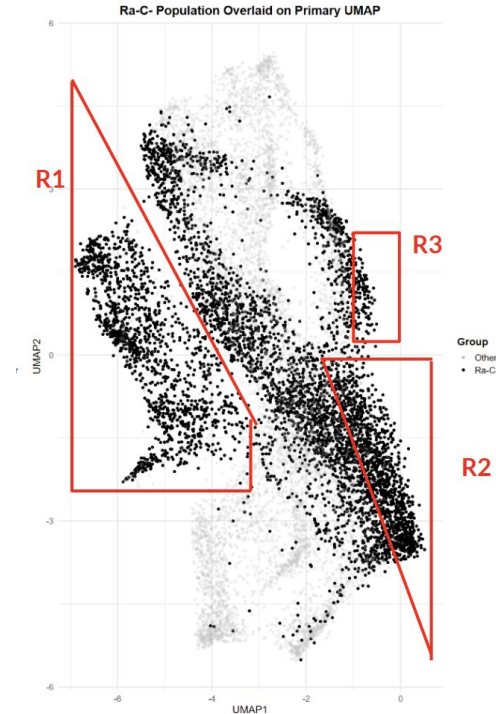 Ra-C- Population Overlaid on Primary UMAP
6
R1
3
R3
UMAP2
0
Group
Other
Ra-C
R2
-3
-6
-6
-4
-2
0
UMAP1